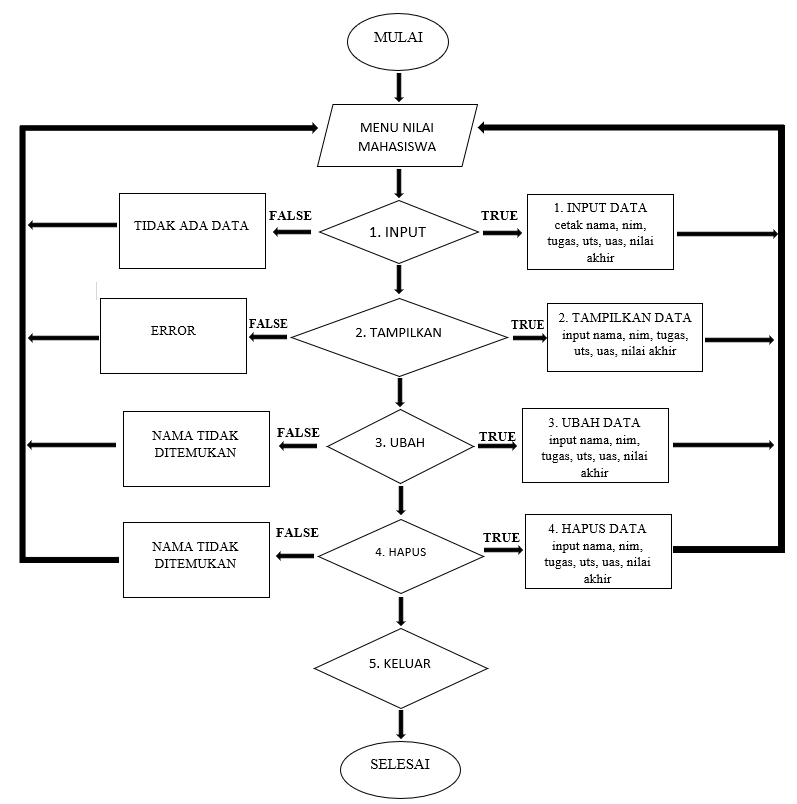 MULAI
MENU NILAI
MAHASISWA
TIDAK ADA DATA
FALSE
1. INPUT
TRUE
1. INPUT DATA
cetak nama, nim,
tugas, uts, uas, nilai
akhir
ERROR
FALSE
2. TAMPILKAN
TRUE
2. TAMPILKAN DATA
input nama, nim, tugas,
uts, uas, nilai akhir
NAMA TIDAK
DITEMUKAN
FALSE
3. UBAH
TRUE
3. UBAH DATA
input nama, nim,
tugas, uts, uas, nilai
akhir
NAMA TIDAK
DITEMUKAN
FALSE
4. HAPUS
TRUE
4. HAPUS DATA
input nama, nim,
tugas, uts, uas, nilai
akhir
5. KELUAR
SELESAI